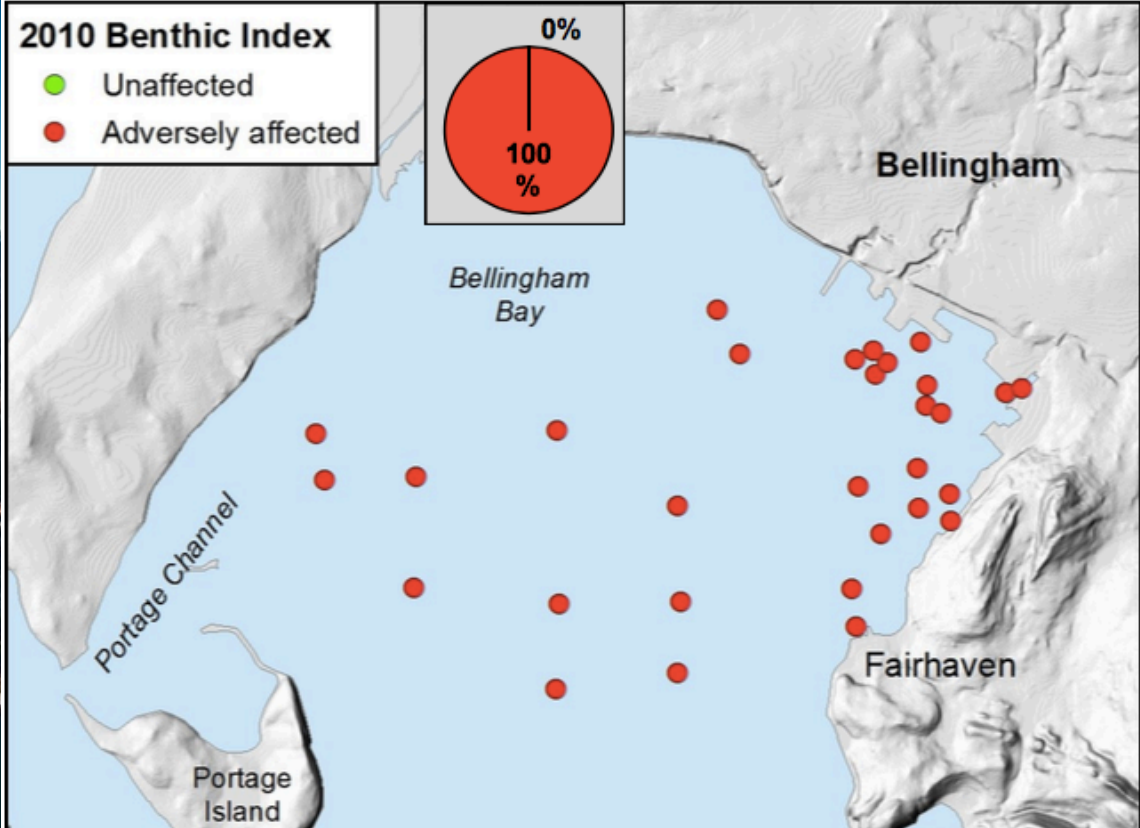 2010 Benthic Index
Unaffected
Adversely affected
0%
100
%
Bellingham
Bellingham
Bay
Portage Channel
Fairhaven
Portage
Island